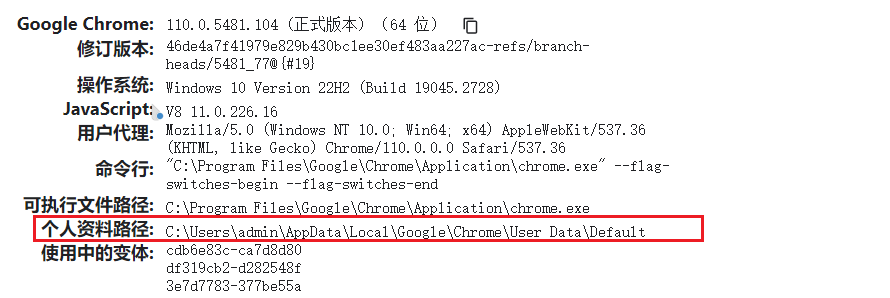 Google Chrome: 110.0.5481.104 (正式版本) (64 位)
修订版本: 46de4a7f41979e829b430bc1ee30ef483aa227ac-refs/branch-
heads/5481_77@{#19}
操作系统: Windows 10 Version 22H2 (Build 19045.2728)
JavaScript: V8 11.0.226.16
用户代理: Mozilla/5.0 (Windows NT 10.0; Win64; x64) AppleWebKit/537.36
(KHTML, like Gecko) Chrome/110.0.0.0 Safari/537.36
命令行: "C:\Program Files\Google\Chrome\Application\chrome.exe" --flag-
switches-begin --flag-switches-end
可执行文件路径: C:\Program Files\Google\Chrome\Application\chrome.exe
个人资料路径: C:\Users\admin\AppData\Local\Google\Chrome\User Data\Default
使用中的变体: cdb6e83c-ca7d8d80
df319cb2-d282548f
3e7d7783-377be55a